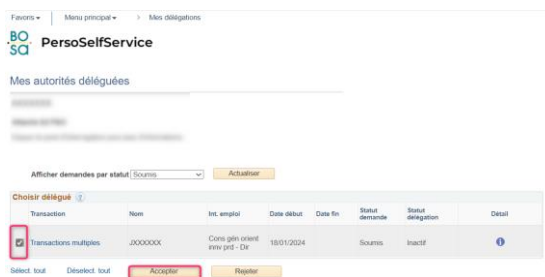 Favoris Menu principal > Mes délégations
BO
SA PersoSelfService
Mes autorités déléguées
Afficher demandes par statut Soumis Actualiser
Choisir délégué
Transaction Nom Int. emploi Date début Date fin Statut demande Statut délégation Détail
Transactions multiples JXXXXXX Cons gén orient innv prd - Dir 18/01/2024 Soumis Inactif
Sélect. tout Désélect. tout Accepter Rejeter